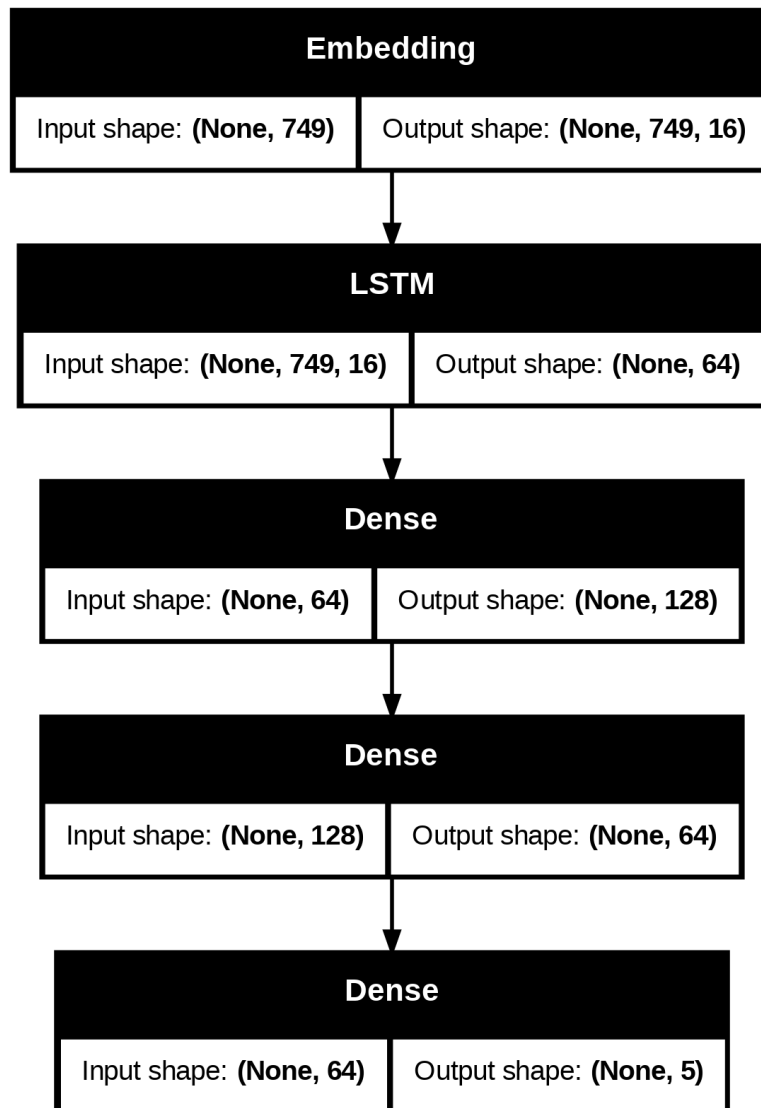 Embedding
Input shape: (None, 749) Output shape: (None, 749, 16)
LSTM
Input shape: (None, 749, 16) Output shape: (None, 64)
Dense
Input shape: (None, 64) Output shape: (None, 128)
Dense
Input shape: (None, 128) Output shape: (None, 64)
Dense
Input shape: (None, 64) Output shape: (None, 5)